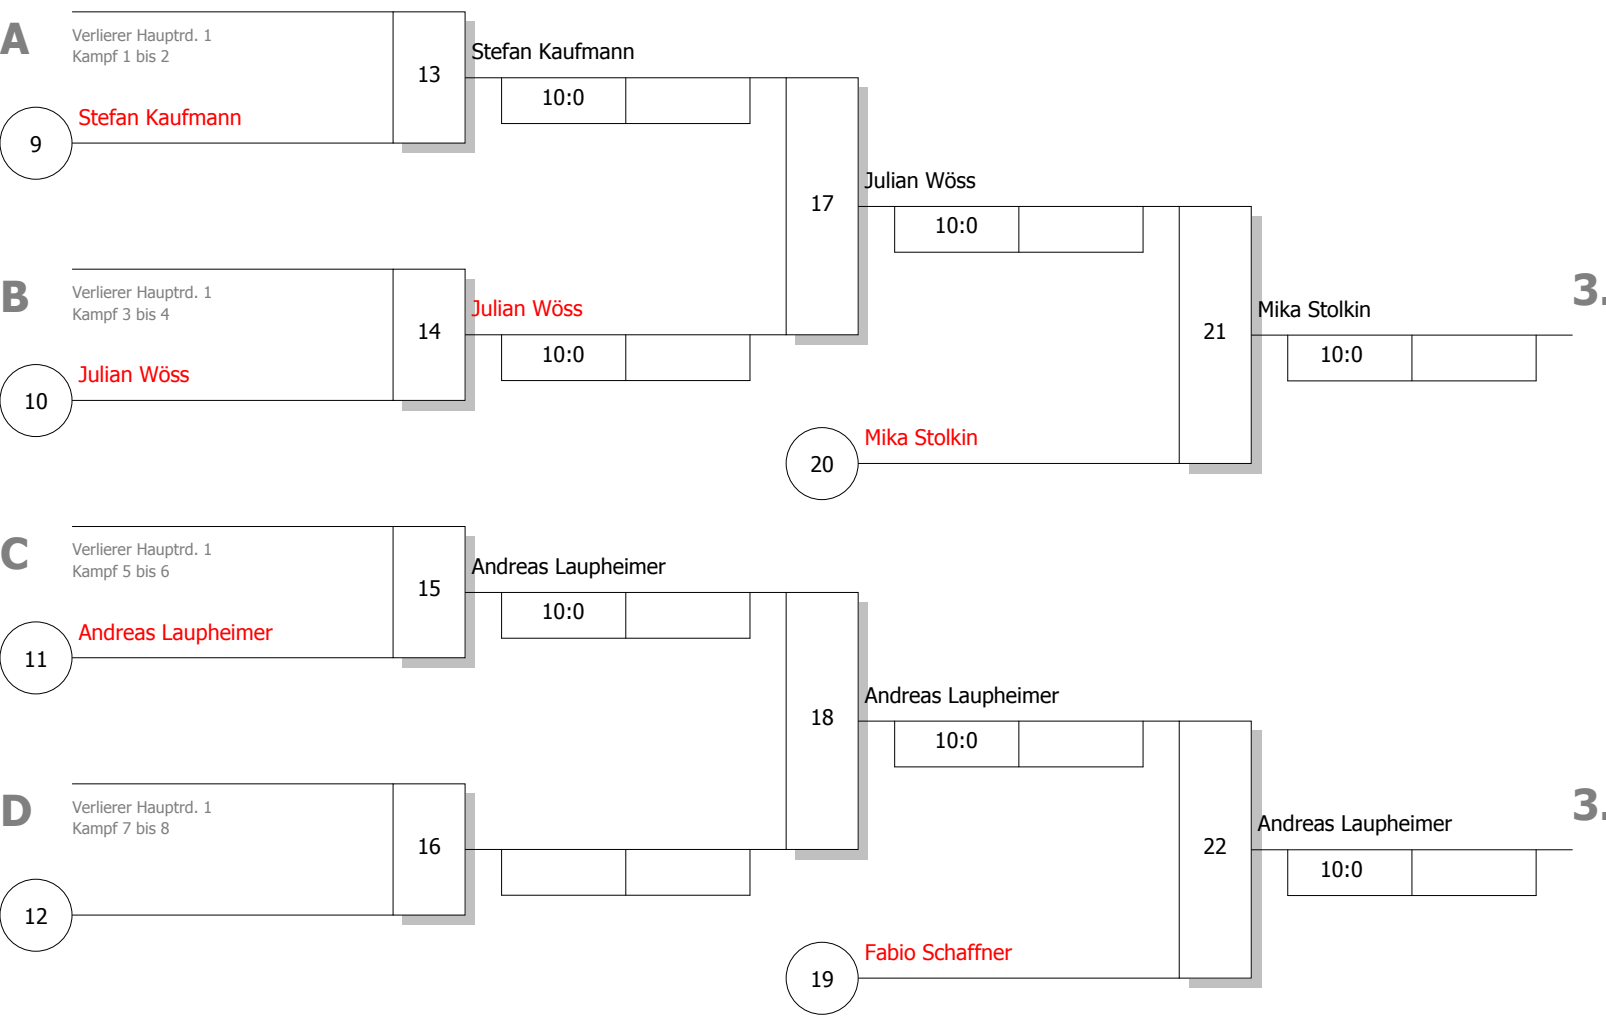 A
Verlierer Hauptrd. 1
Kampf 1 bis 2
13
Stefan Kaufmann
10:0
Stefan Kaufmann
9
17
Julian Wöss
10:0
B
Verlierer Hauptrd. 1
Kampf 3 bis 4
14
Julian Wöss
10:0
Julian Wöss
10
21
Mika Stolkin
10:0
3.
20
Mika Stolkin
C
Verlierer Hauptrd. 1
Kampf 5 bis 6
15
Andreas Laupheimer
10:0
Andreas Laupheimer
11
18
Andreas Laupheimer
10:0
D
Verlierer Hauptrd. 1
Kampf 7 bis 8
16
12
22
Andreas Laupheimer
10:0
3.
19
Fabio Schaffner